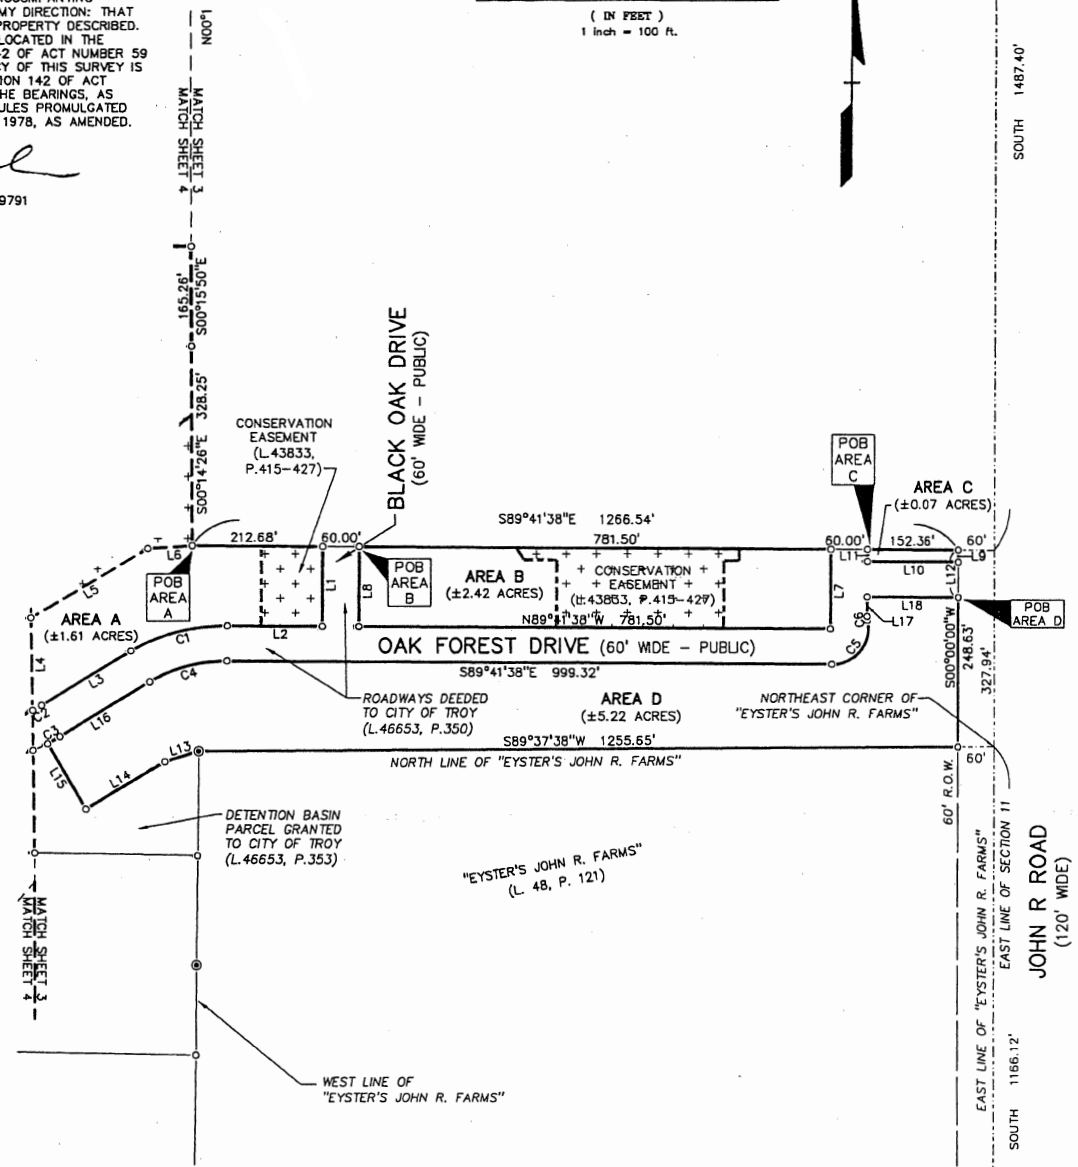 MY DIRECTION: THAT
PROPERTY DESCRIBED.
LOCATED IN THE
-2 OF ACT NUMBER 59
Y OF THIS SURVEY IS
ION 142 OF ACT
HE BEARINGS, AS
ULES PROMULGATED
1978, AS AMENDED.
9791
( IN FEET )
1 inch = 100 ft.
MATCH SHEET 3
MATCH SHEET 4
SOUTH 1487.40'
165.26'
S00°15'50"E
S00°14'26"E 328.25'
CONSERVATION
EASEMENT
(L.43833,
P.415-427)
BLACK OAK DRIVE
(60' WIDE - PUBLIC)
POB
AREA
C
AREA C
(±0.07 ACRES)
S89°41'38"E 1266.54'
212.68'
60.00'
781.50'
60.00'
152.36'
60'
L6
L11
L9
L10
L12
L5
POB
AREA
A
L1
L8
POB
AREA
B
AREA B
(±2.42 ACRES)
CONSERVATION
EASEMENT
(L.43863, P.415-427)
L7
L18
L17
POB
AREA D
AREA A
(±1.61 ACRES)
C1
L2
N89°41'38"W 781.50'
C6
C5
OAK FOREST DRIVE (60' WIDE - PUBLIC)
S89°41'38"E 999.32'
S00°00'00"W
248.63'
327.94'
L4
L3
C4
C2
L16
C3
ROADWAYS DEEDED
TO CITY OF TROY
(L.46653, P.350)
AREA D
(±5.22 ACRES)
NORTHEAST CORNER OF
"EYSTER'S JOHN R. FARMS"
L13
L14
L15
S89°37'38"W 1255.65'
NORTH LINE OF "EYSTER'S JOHN R. FARMS"
60'
60' R.O.W.
DETENTION BASIN
PARCEL GRANTED
TO CITY OF TROY
(L.46653, P.353)
"EYSTER'S JOHN R. FARMS"
(L. 48, P. 121)
MATCH SHEET 3
MATCH SHEET 4
EAST LINE OF "EYSTER'S JOHN R. FARMS"
EAST LINE OF SECTION 11
JOHN R ROAD
(120' WIDE)
WEST LINE OF
"EYSTER'S JOHN R. FARMS"
SOUTH 1166.12'